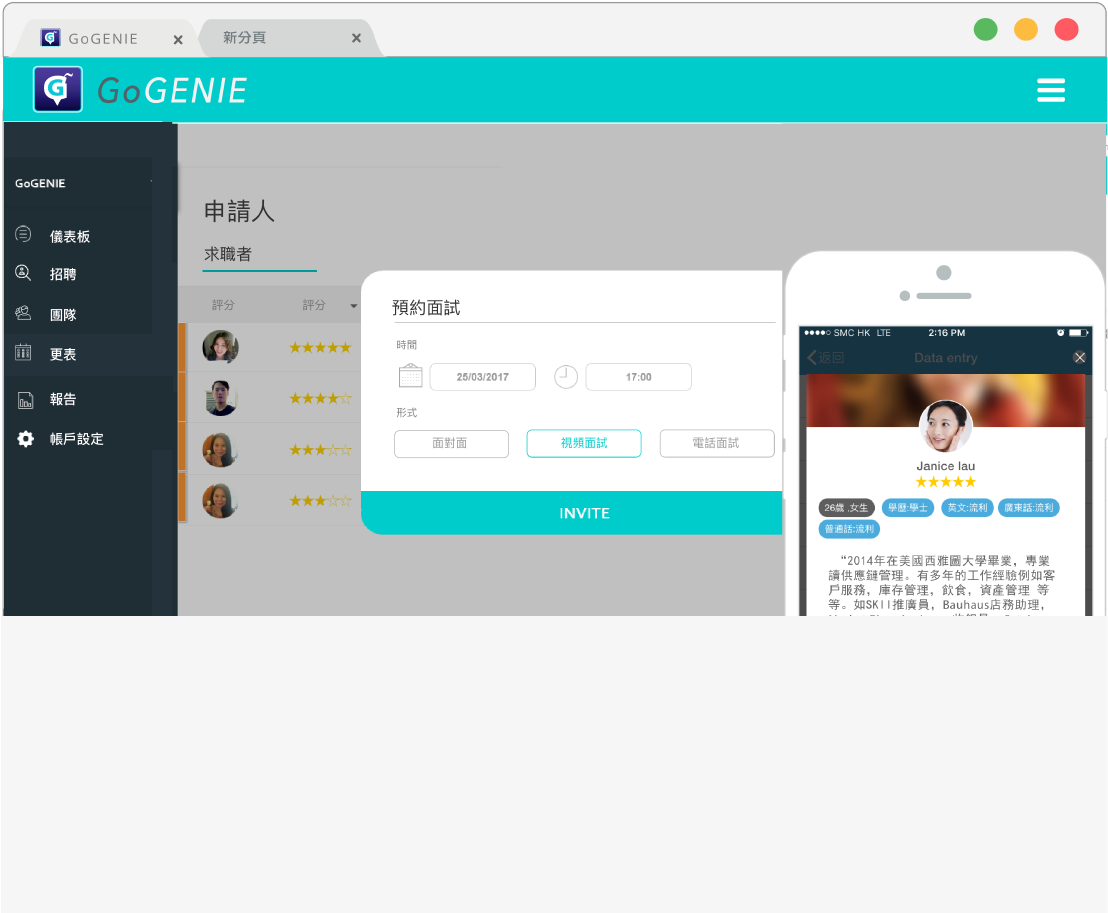 GoGENIE
新分頁
GoGENIE
GoGENIE
儀表板
招聘
團隊
更表
報告
帳戶設定
申請人
求職者
評分 評分
預約面試
時間
25/03/2017 17:00
形式
面對面 視頻面試 電話面試
INVITE
SMC HK LTE 2:16 PM
返回 Data entry
Janice lau
26歲 ,女生 學歷:學士 英文:流利 廣東話:流利
普通話:流利
“2014年在美國西雅圖大學畢業，專業
讀供應鏈管理。有多年的工作經驗例如客
戶服務，庫存管理，飲食，資產管理 等
等。如SKII推廣員，Bauhaus店務助理，